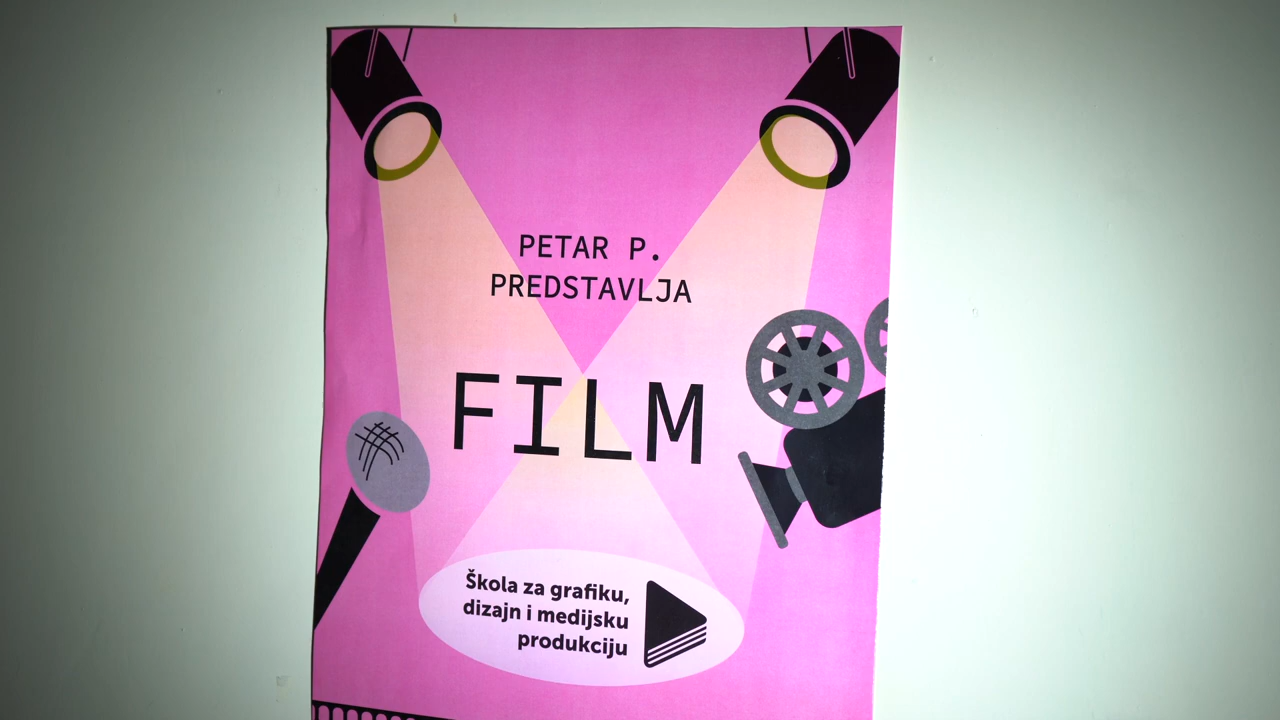 PETAR P.
PREDSTAVLJA
FILM
Škola za grafiku,
dizajn i medijsku
produkciju